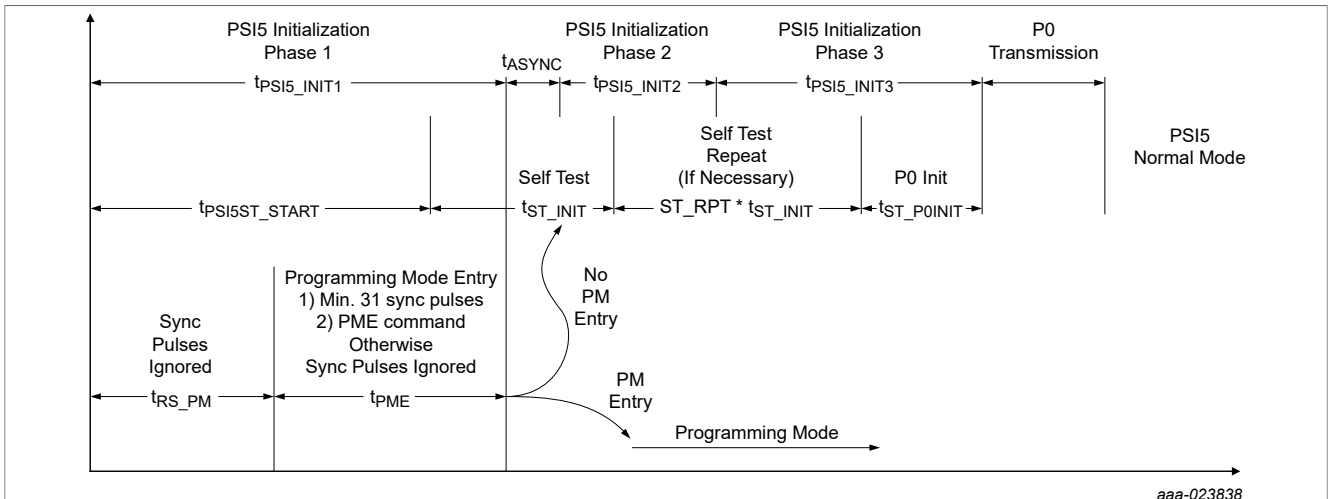 PSI5 Initialization
Phase 1
PSI5 Initialization
Phase 2
PSI5 Initialization
Phase 3
P0
Transmission
tPSI5_INIT1
tASYNC
tPSI5_INIT2
tPSI5_INIT3
PSI5
Normal Mode
tPSI5ST_START
Self Test
tST_INIT
Self Test
Repeat
(If Necessary)
ST_RPT * tST_INIT
P0 Init
tST_P0INIT
Sync
Pulses
Ignored
tRS_PM
Programming Mode Entry
1) Min. 31 sync pulses
2) PME command
Otherwise
Sync Pulses Ignored
tPME
No
PM
Entry
PM
Entry
Programming Mode
aaa-023838